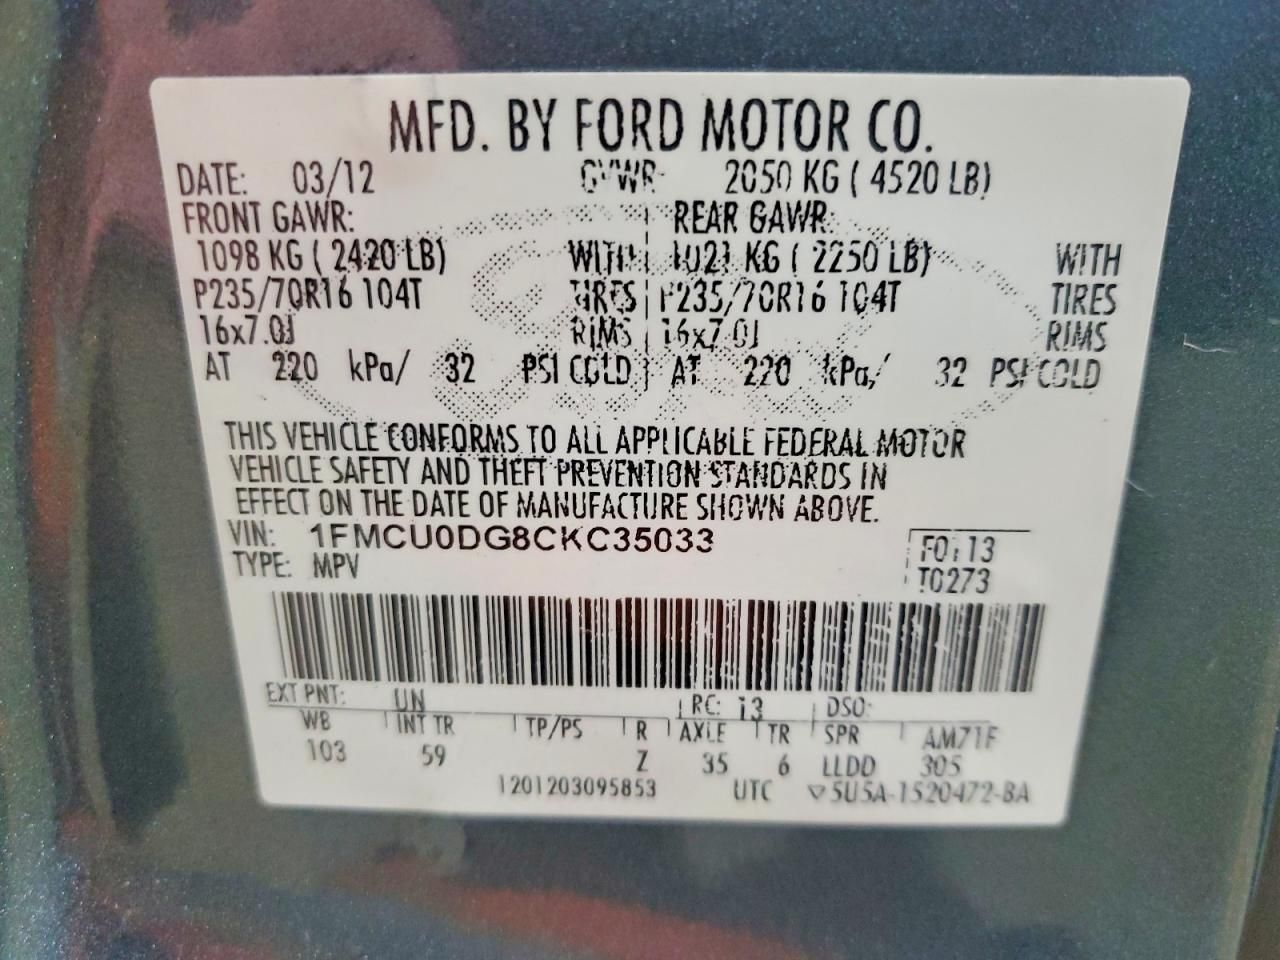 MFD. BY FORD MOTOR CO.
DATE: 03/12 GVWR: 2050 KG ( 4520 LB)
FRONT GAWR: REAR GAWR:
1098 KG ( 2420 LB) WITH 1021 KG ( 2250 LB) WITH
P235/70R16 104T TIRES P235/70R16 104T TIRES
16x7.0J RIMS 16x7.0J RIMS
AT 220 kPa/ 32 PSI COLD AT 220 kPa/ 32 PSI COLD
THIS VEHICLE CONFORMS TO ALL APPLICABLE FEDERAL MOTOR
VEHICLE SAFETY AND THEFT PREVENTION STANDARDS IN
EFFECT ON THE DATE OF MANUFACTURE SHOWN ABOVE.
VIN: 1FMCU0DG8CKC35033
TYPE: MPV
F0113
T0273
EXT PNT: UN RC: 13 DSO:
WB INT TR TP/PS R AXLE TR SPR AM71F
103 59 Z 35 6 LLDD 305
1201203095853 UTC ▽5U5A-1520472-BA